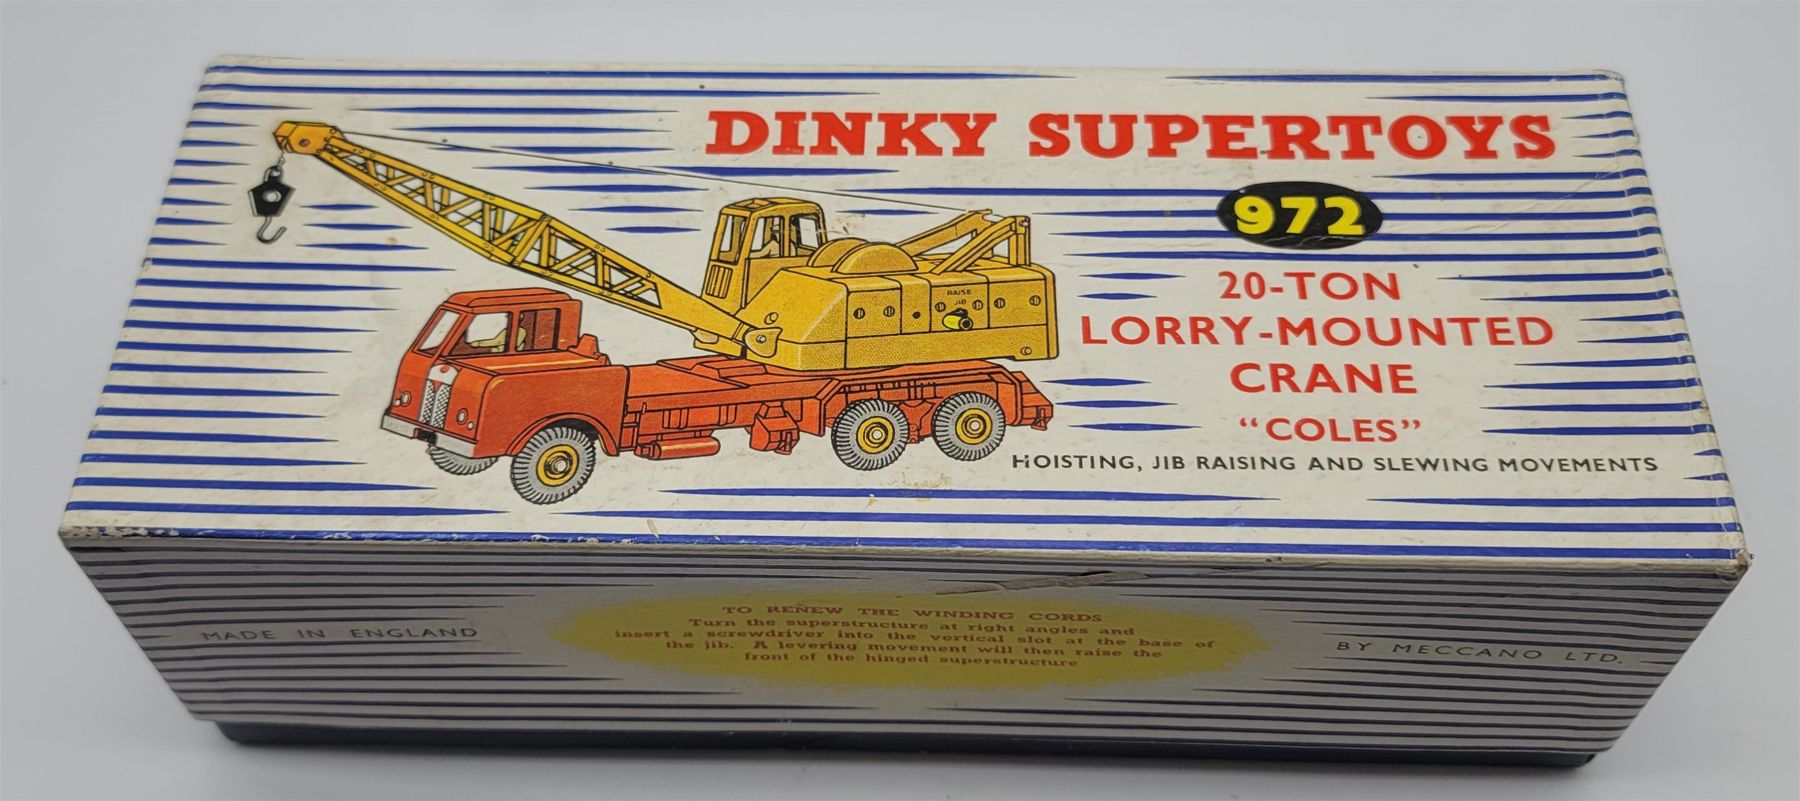 DINKY SUPERTOYS
972
20-TON
LORRY-MOUNTED
CRANE
"COLES"
HOISTING, JIB RAISING AND SLEWING MOVEMENTS
RAISE
JIB
MADE IN ENGLAND
TO RENEW THE WINDING CORDS
Turn the superstructure at right angles and
insert a screwdriver into the vertical slot at the base of
the jib. A levering movement will then raise the
front of the hinged superstructure
BY MECCANO LTD.